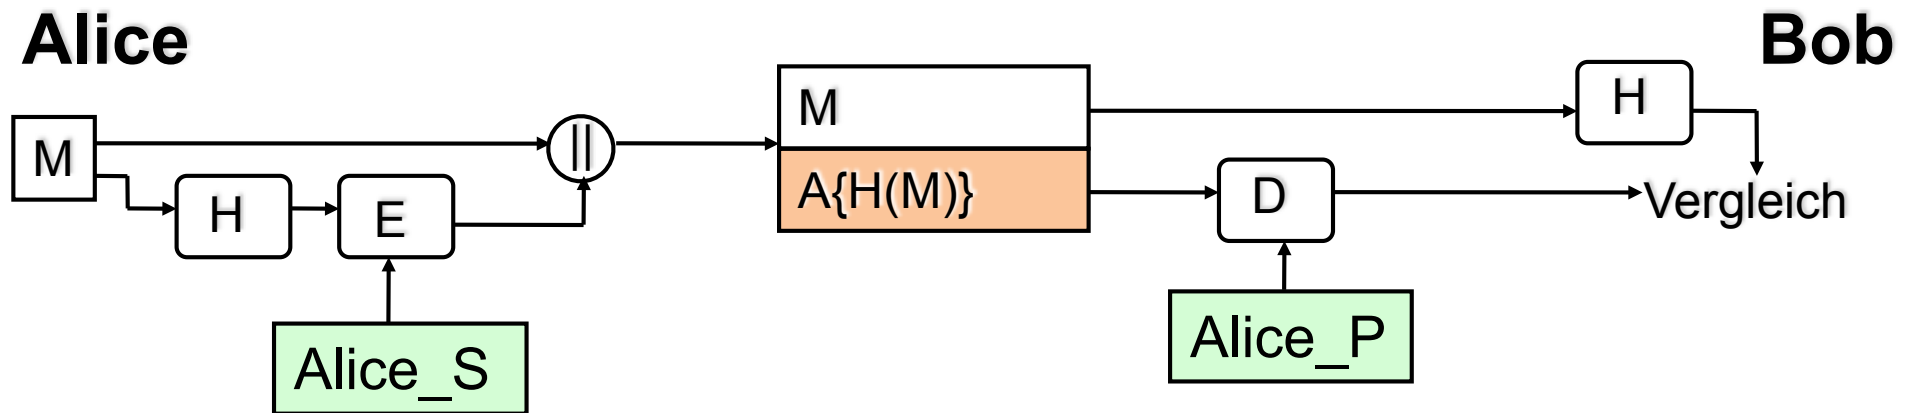 Alice
Bob
M
H
E
Alice_S
||
M
A{H(M)}
D
Alice_P
H
Vergleich